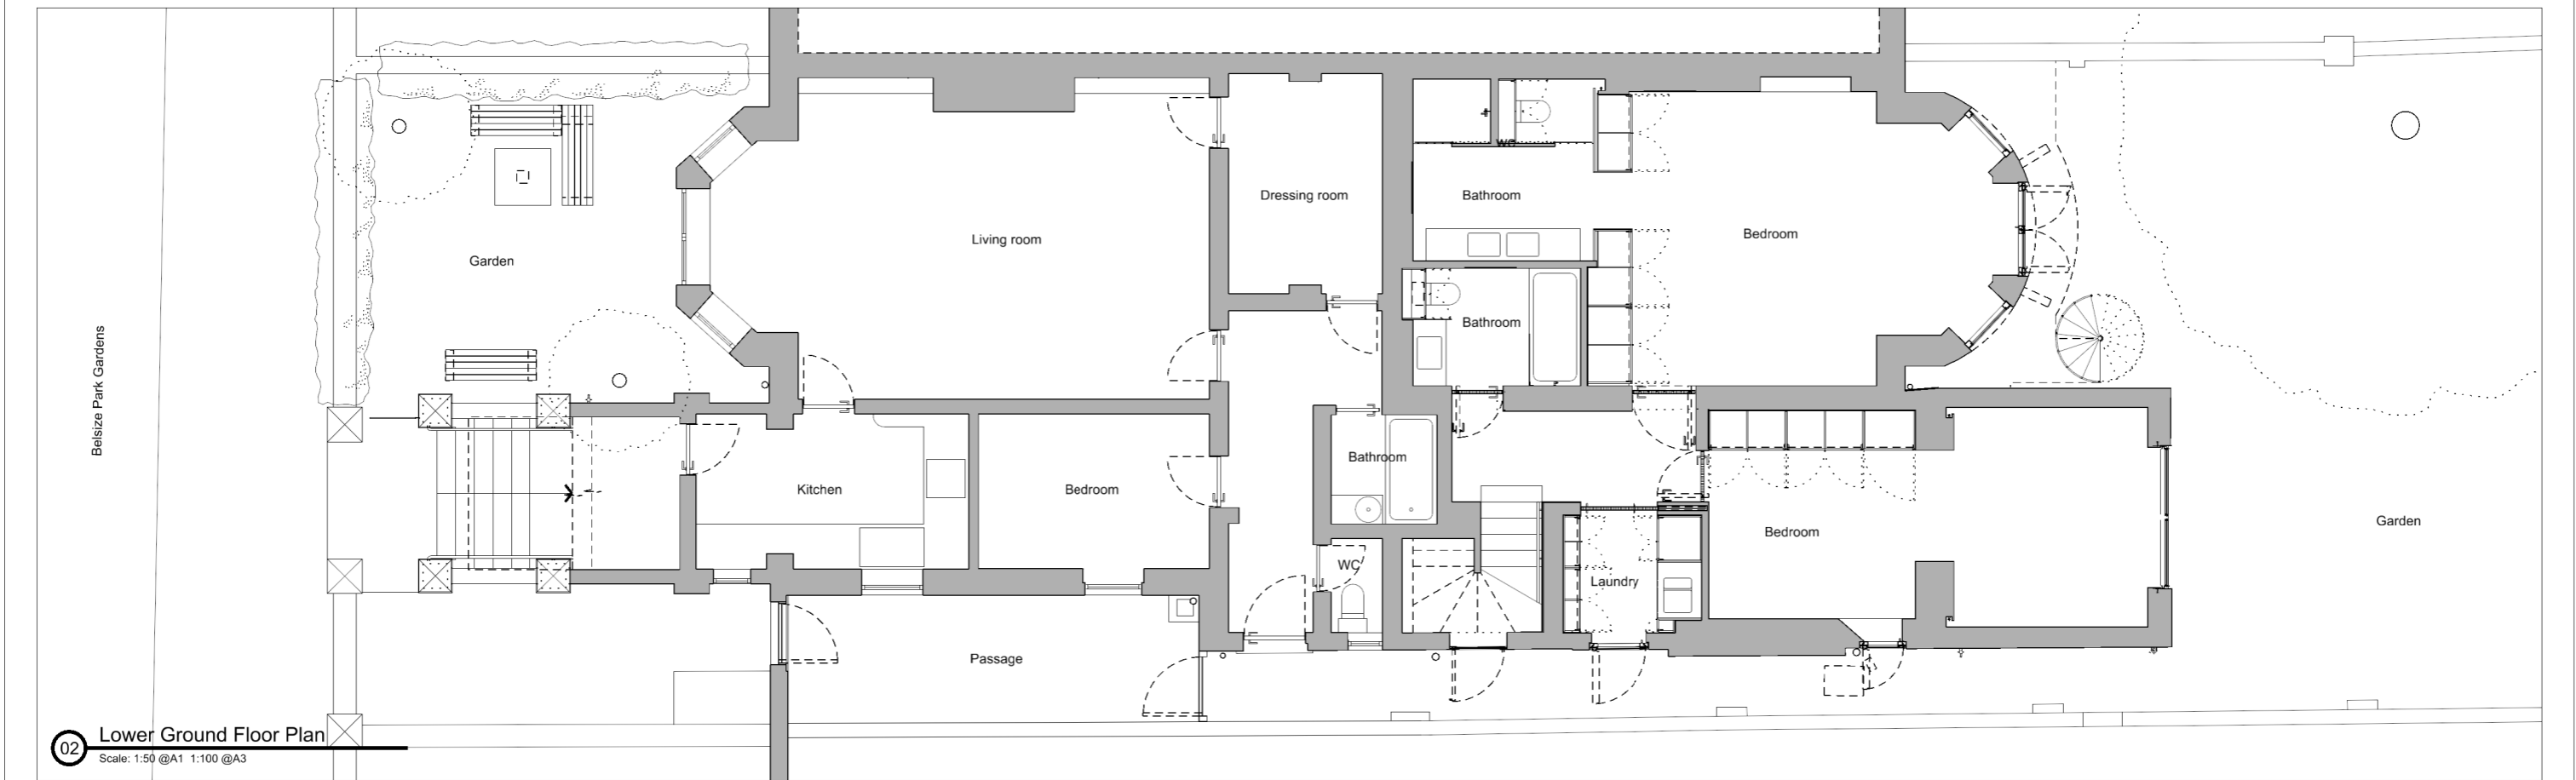 Belsize Park Gardens
Garden
Living room
Dressing room
WC
Bathroom
Bedroom
Bathroom
Kitchen
Bedroom
Bathroom
WC
Laundry
Bedroom
Garden
Passage
02
Lower Ground Floor Plan
Scale: 1:50 @A1 1:100 @A3